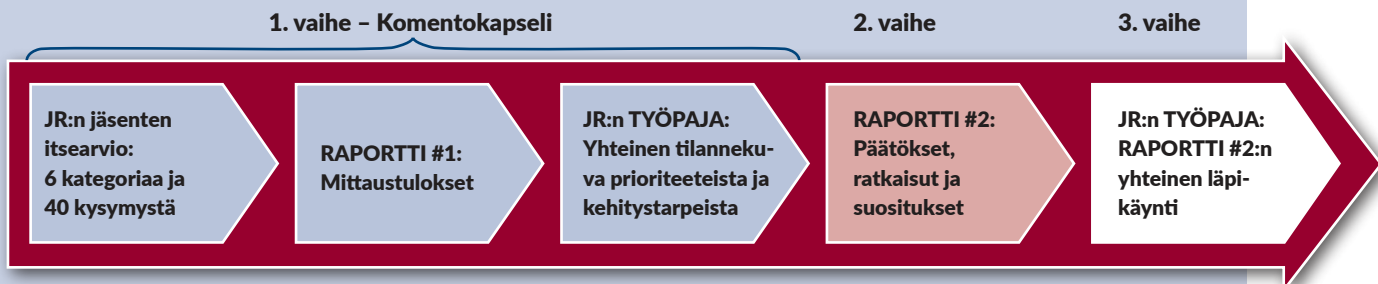 1. vaihe – Komentokapseli
2. vaihe
3. vaihe
JR:n jäsenten
itsearvio:
6 kategoriaa ja
40 kysymystä
RAPORTTI #1:
Mittaustulokset
JR:n TYÖPAJA:
Yhteinen tilanneku-
va prioriteeteista ja
kehitystarpeista
RAPORTTI #2:
Päätökset,
ratkaisut ja
suositukset
JR:n TYÖPAJA:
RAPORTTI #2:n
yhteinen läpi-
käynti